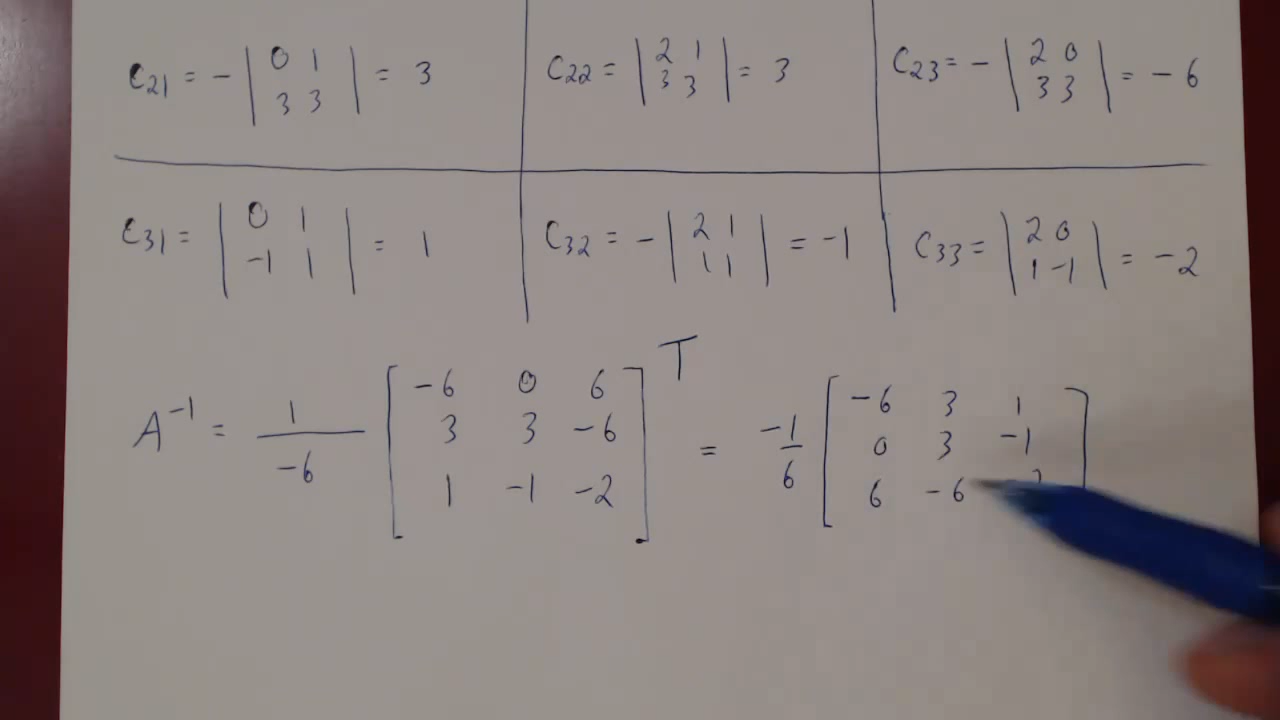 C21 = - | 0 1 | = 3
| 3 3 |
C22 = | 2 1 | = 3
| 3 3 |
C23 = - | 2 0 | = - 6
| 3 3 |
C31 = | 0 1 | = 1
| -1 1 |
C32 = - | 2 1 | = -1
| 1 1 |
C33 = | 2 0 | = -2
| 1 -1 |
A^-1 = 1/-6 [ -6 0 6 ]^T = -1/6 [ -6 3 1 ]
[ 3 3 -6 ] [ 0 3 -1 ]
[ 1 -1 -2 ] [ 6 -6 ]